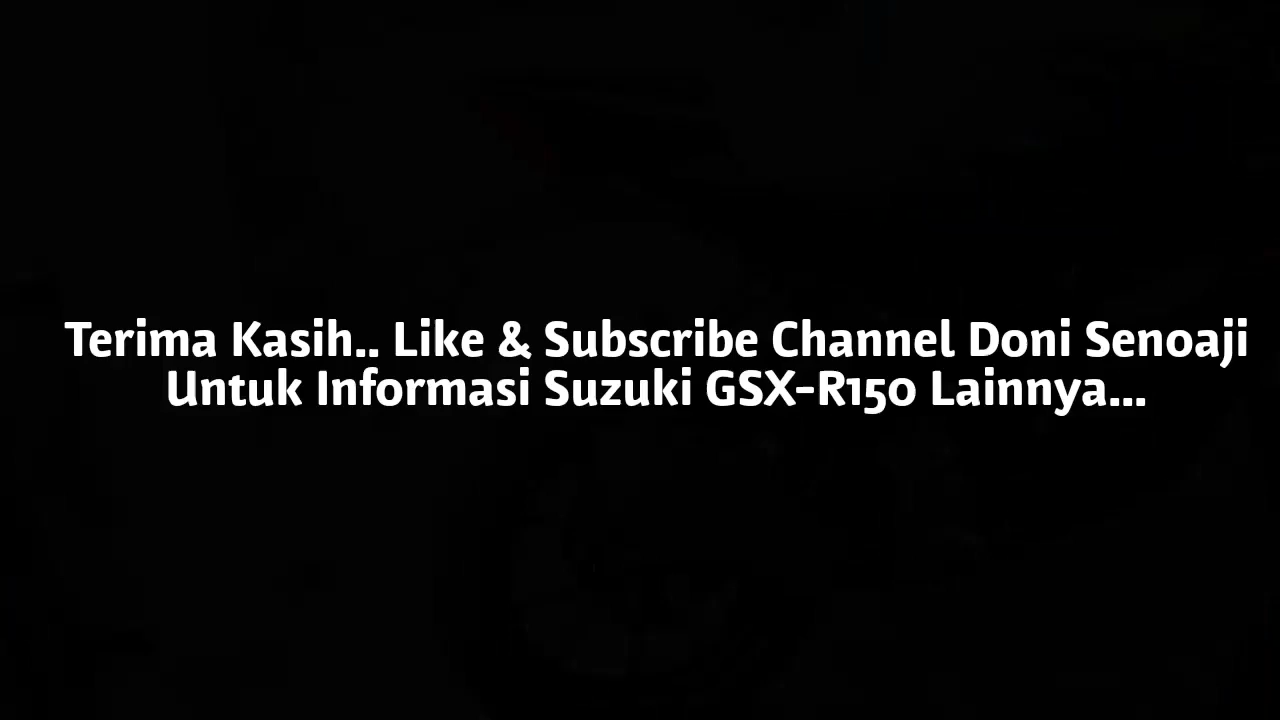 Terima Kasih.. Like & Subscribe Channel Doni Senoaji
Untuk Informasi Suzuki GSX-R150 Lainnya...